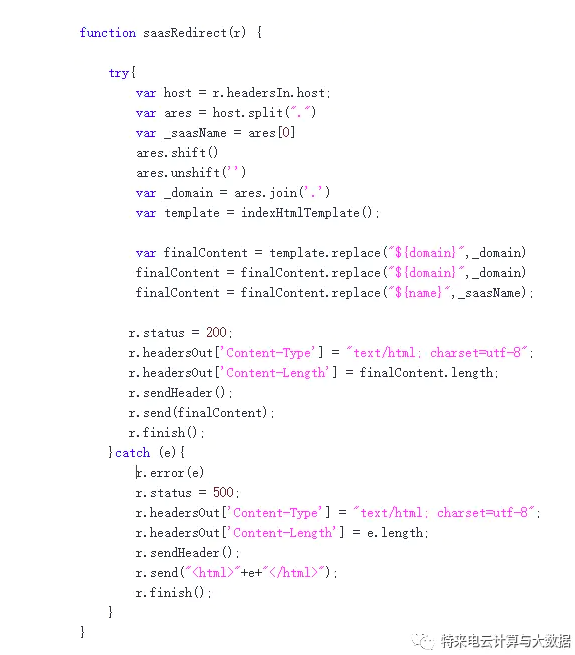 function saasRedirect(r) {
try{
var host = r.headersIn.host;
var ares = host.split(".")
var _saasName = ares[0]
ares.shift()
ares.unshift('')
var _domain = ares.join('.')
var template = indexHtmlTemplate();
var finalContent = template.replace("${domain}",_domain)
finalContent = finalContent.replace("${domain}",_domain)
finalContent = finalContent.replace("${name}",_saasName);
r.status = 200;
r.headersOut['Content-Type'] = "text/html; charset=utf-8";
r.headersOut['Content-Length'] = finalContent.length;
r.sendHeader();
r.send(finalContent);
r.finish();
}catch (e){
r.error(e)
r.status = 500;
r.headersOut['Content-Type'] = "text/html; charset=utf-8";
r.headersOut['Content-Length'] = e.length;
r.sendHeader();
r.send("<html>"+e+"</html>");
r.finish();
}
}
特来电云计算与大数据